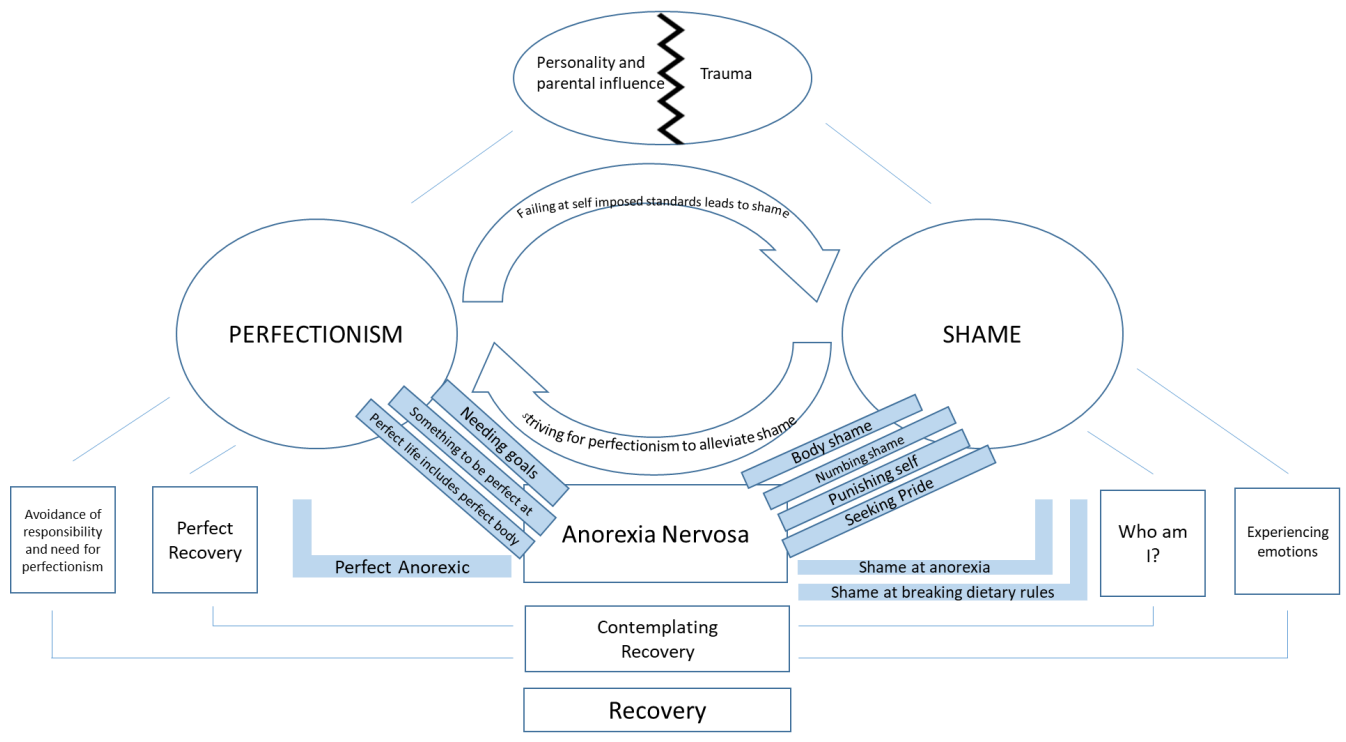 Personality and
parental influence
Trauma
Failing at self imposed standards leads to shame
PERFECTIONISM
SHAME
striving for perfectionism to alleviate shame
Needing goals
Something to be perfect at
Perfect life includes perfect body
Body shame
Numbing shame
Punishing self
Seeking Pride
Avoidance of
responsibility
and need for
perfectionism
Perfect
Recovery
Perfect Anorexic
Anorexia Nervosa
Shame at anorexia
Shame at breaking dietary rules
Who am
I?
Experiencing
emotions
Contemplating
Recovery
Recovery